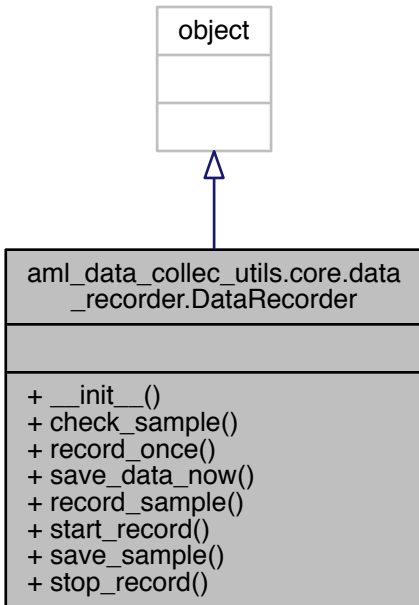 object
aml_data_collec_utils.core.data
_recorder.DataRecorder
+ __init__()
+ check_sample()
+ record_once()
+ save_data_now()
+ record_sample()
+ start_record()
+ save_sample()
+ stop_record()